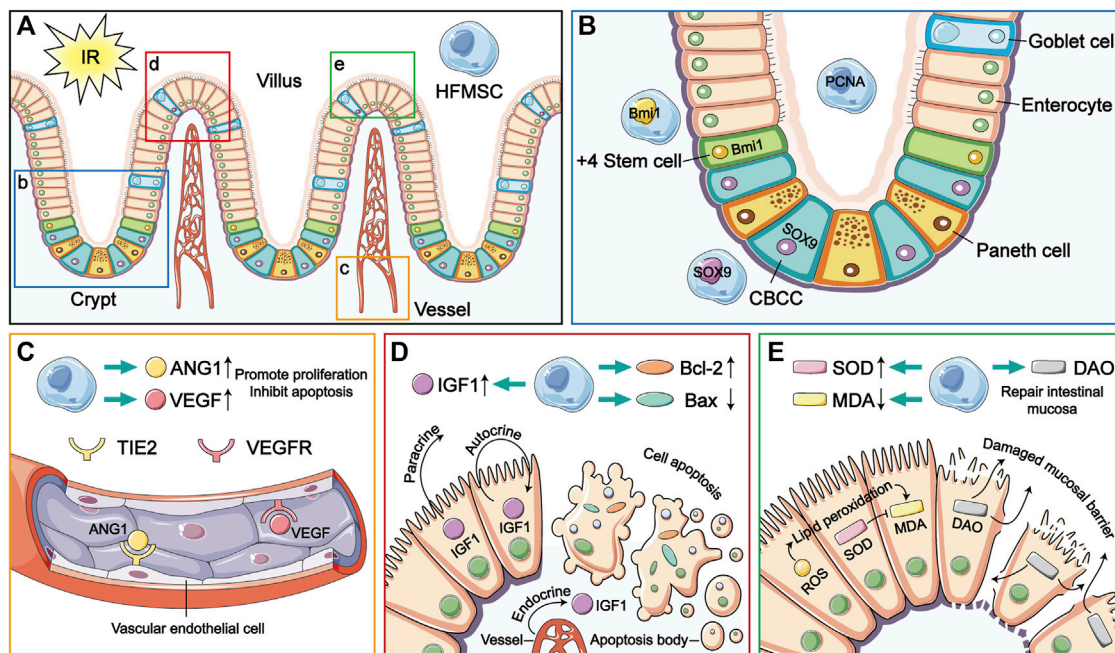 A
IR
d
Villus
e
HFMSC
b
c
Crypt
Vessel
B
Goblet cell
PCNA
Enterocyte
Bmi1
+4 Stem cell
Bmi1
SOX9
Paneth cell
SOX9
CBCC
C
ANG1↑
Promote proliferation
Inhibit apoptosis
VEGF↑
TIE2
VEGFR
ANG1
VEGF
Vascular endothelial cell
D
IGF1↑
Bcl-2↑
Bax↓
Paracrine
Autocrine
Cell apoptosis
IGF1
IGF1
Endocrine
IGF1
Vessel
Apoptosis body
E
SOD↑
DAO
MDA↓
Repair intestinal
mucosa
Damaged mucosal barrier
Lipid peroxidation
MDA
DAO
SOD
ROS
DAO
DAO